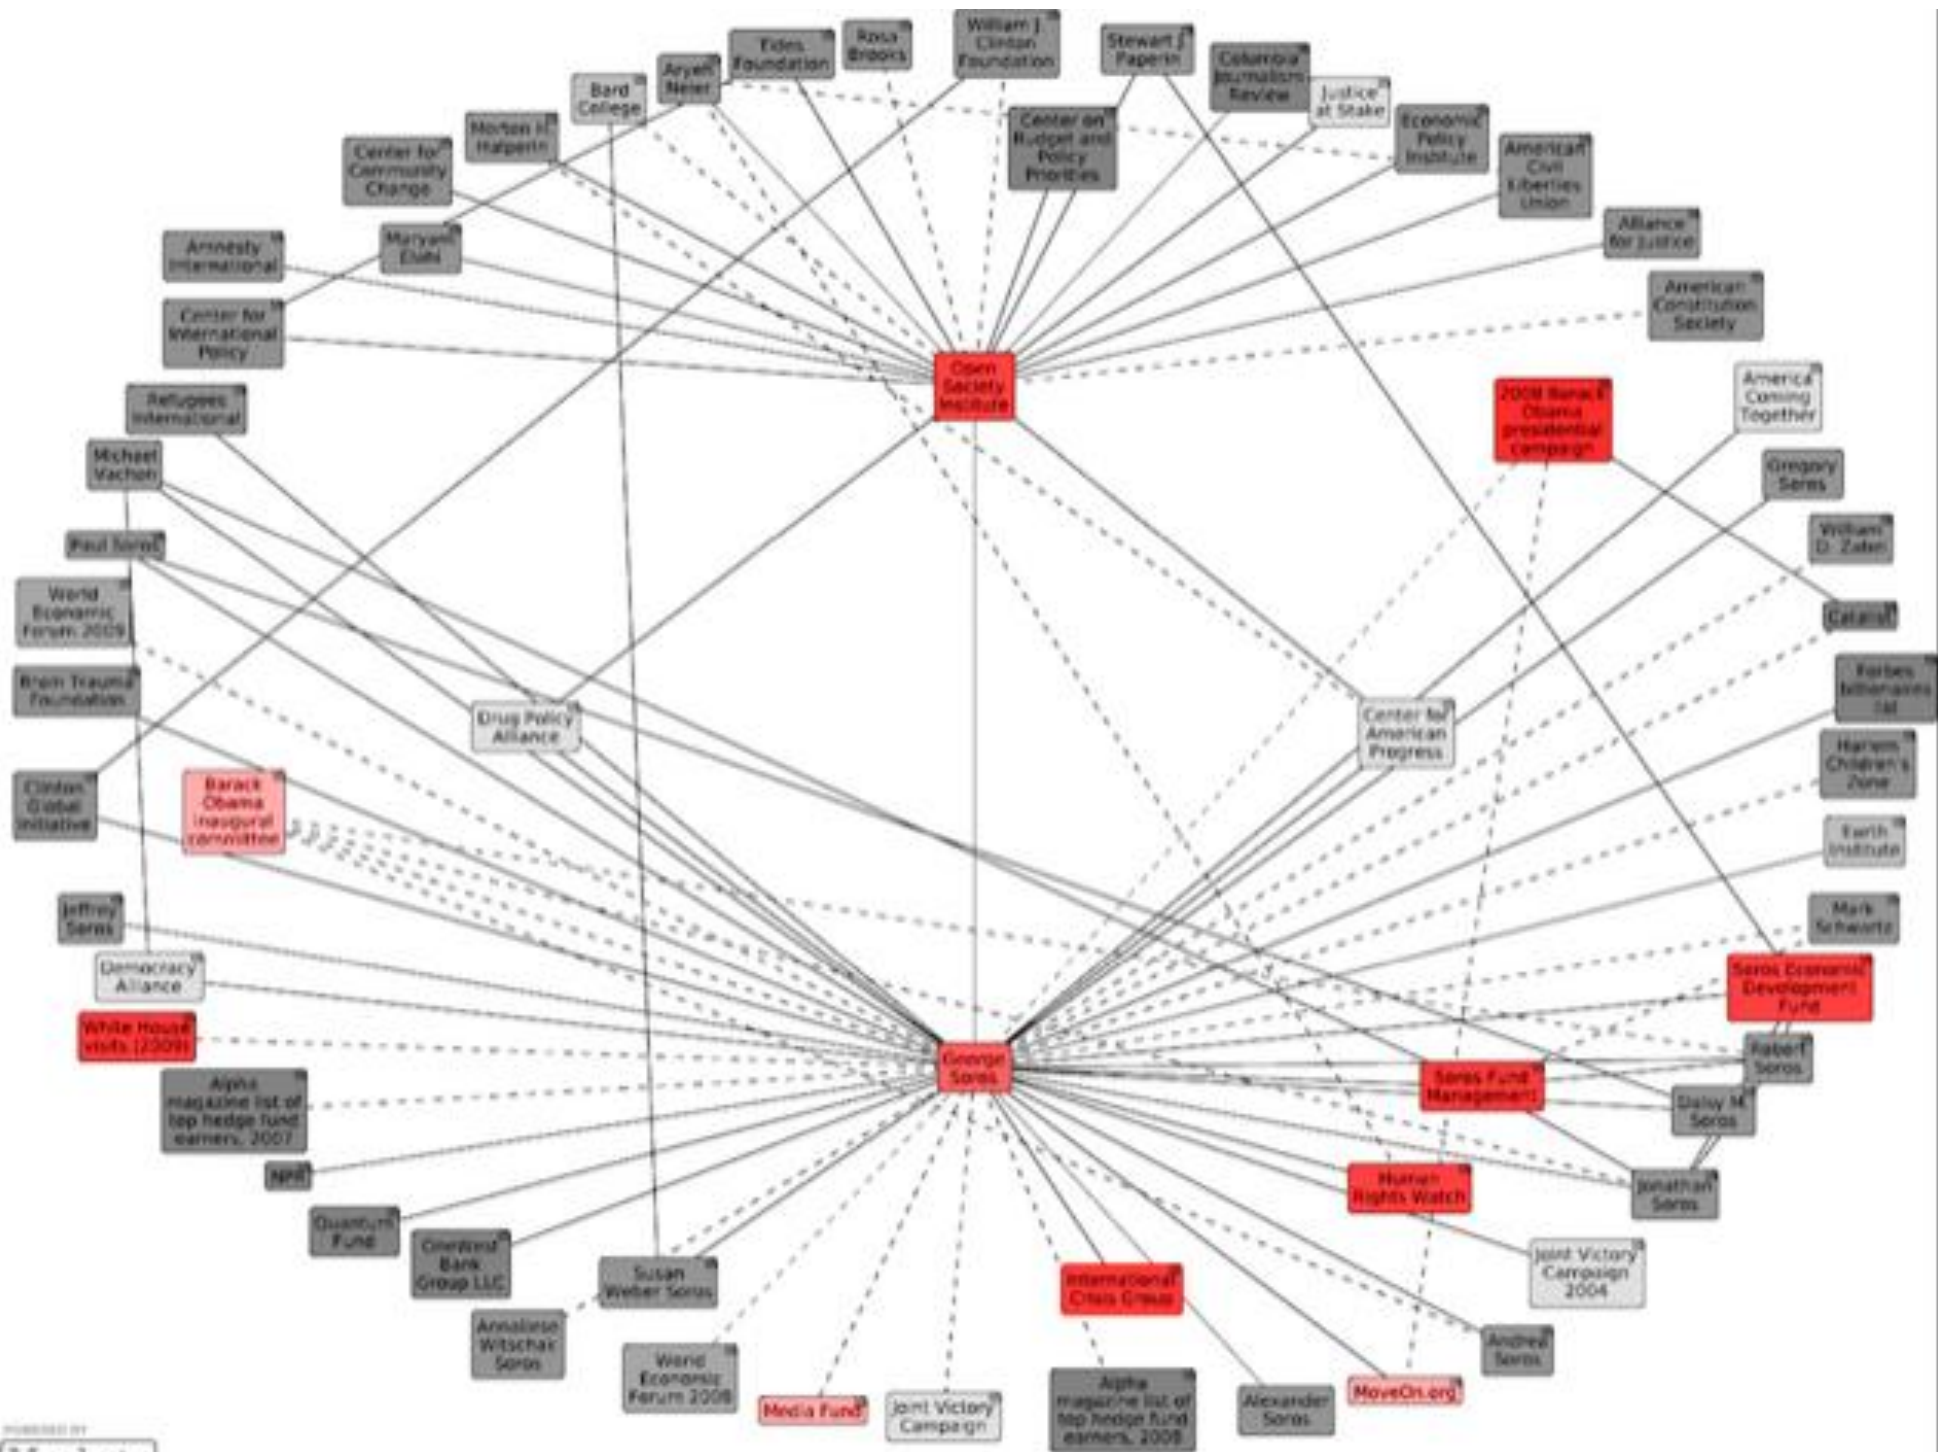 William J.
Clinton
Foundation
Rosa
Brooks
Stewart J.
Paperin
Foundation
Columbia
Journalism
Review
Aryeh
Neier
Bard
College
Justice
at Stake
Center on
Budget and
Policy
Priorities
Economic
Policy
Institute
Morton H.
Halperin
American
Civil
Liberties
Union
Center for
Community
Change
Alliance
for Justice
Maryam
Elahi
Amnesty
International
American
Constitution
Society
Center for
International
Policy
Open
Society
Institute
America
Coming
Together
2008 Barack
Obama
presidential
campaign
Refugees
International
Michael
Vachon
Gregory
Soros
William
D. Zabel
Paul Soros
World
Economic
Forum 2009
Catalist
Forbes
billionaires
list
Brain Trauma
Foundation
Drug Policy
Alliance
Center for
American
Progress
Harlem
Children's
Zone
Clinton
Global
Initiative
Barack
Obama
inaugural
committee
Earth
Institute
Mark
Schwartz
Jeffrey
Soros
Democracy
Alliance
Soros Economic
Development
Fund
White House
visits (2009)
George
Soros
Robert
Soros
Soros Fund
Management
Daisy M.
Soros
Alpha
magazine list of
top hedge fund
earners, 2007
NPR
Human
Rights Watch
Jonathan
Soros
Quantum
Fund
OneWest
Bank
Group LLC
Susan
Weber Soros
International
Crisis Group
Joint Victory
Campaign
2004
Annaliese
Witschak
Soros
Andrea
Soros
World
Economic
Forum 2008
Media Fund
Joint Victory
Campaign
Alpha
magazine list of
top hedge fund
earners, 2008
Alexander
Soros
MoveOn.org
POWERED BY